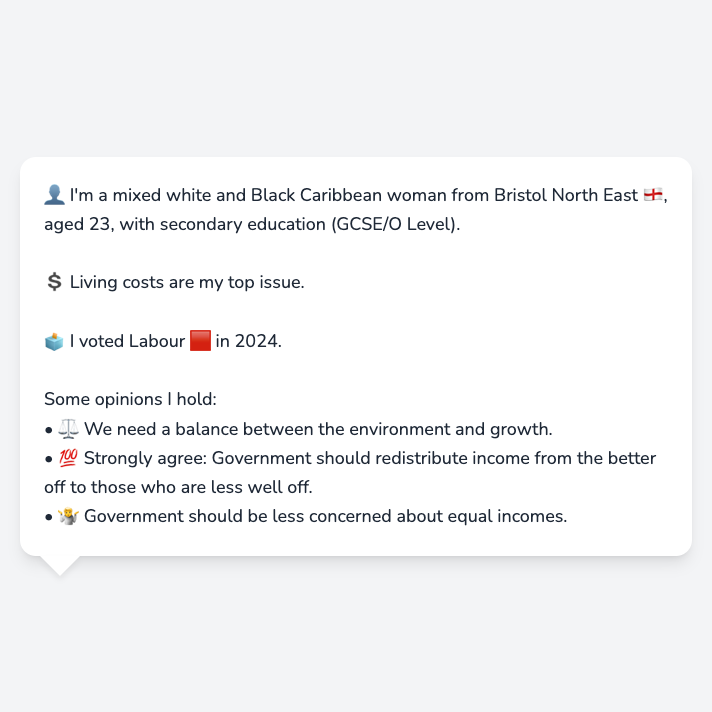 👤 I'm a mixed white and Black Caribbean woman from Bristol North East 🏴󠁧󠁢󠁥󠁮󠁧󠁿,
aged 23, with secondary education (GCSE/O Level).
💲 Living costs are my top issue.
🗳️ I voted Labour 🟥 in 2024.
Some opinions I hold:
• ⚖️ We need a balance between the environment and growth.
• 💯 Strongly agree: Government should redistribute income from the better
off to those who are less well off.
• 🤷 Government should be less concerned about equal incomes.